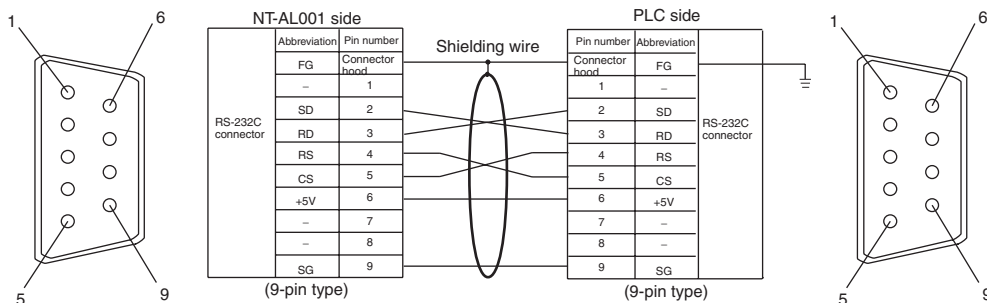 1
6
5
9
NT-AL001 side
RS-232C connector
Abbreviation Pin number
FG Connector hood
– 1
SD 2
RD 3
RS 4
CS 5
+5V 6
– 7
– 8
SG 9
(9-pin type)
Shielding wire
PLC side
Pin number Abbreviation
Connector hood FG
1 –
2 SD
3 RD
4 RS
5 CS
6 +5V
7 –
8 –
9 SG
RS-232C connector
(9-pin type)
1
6
5
9